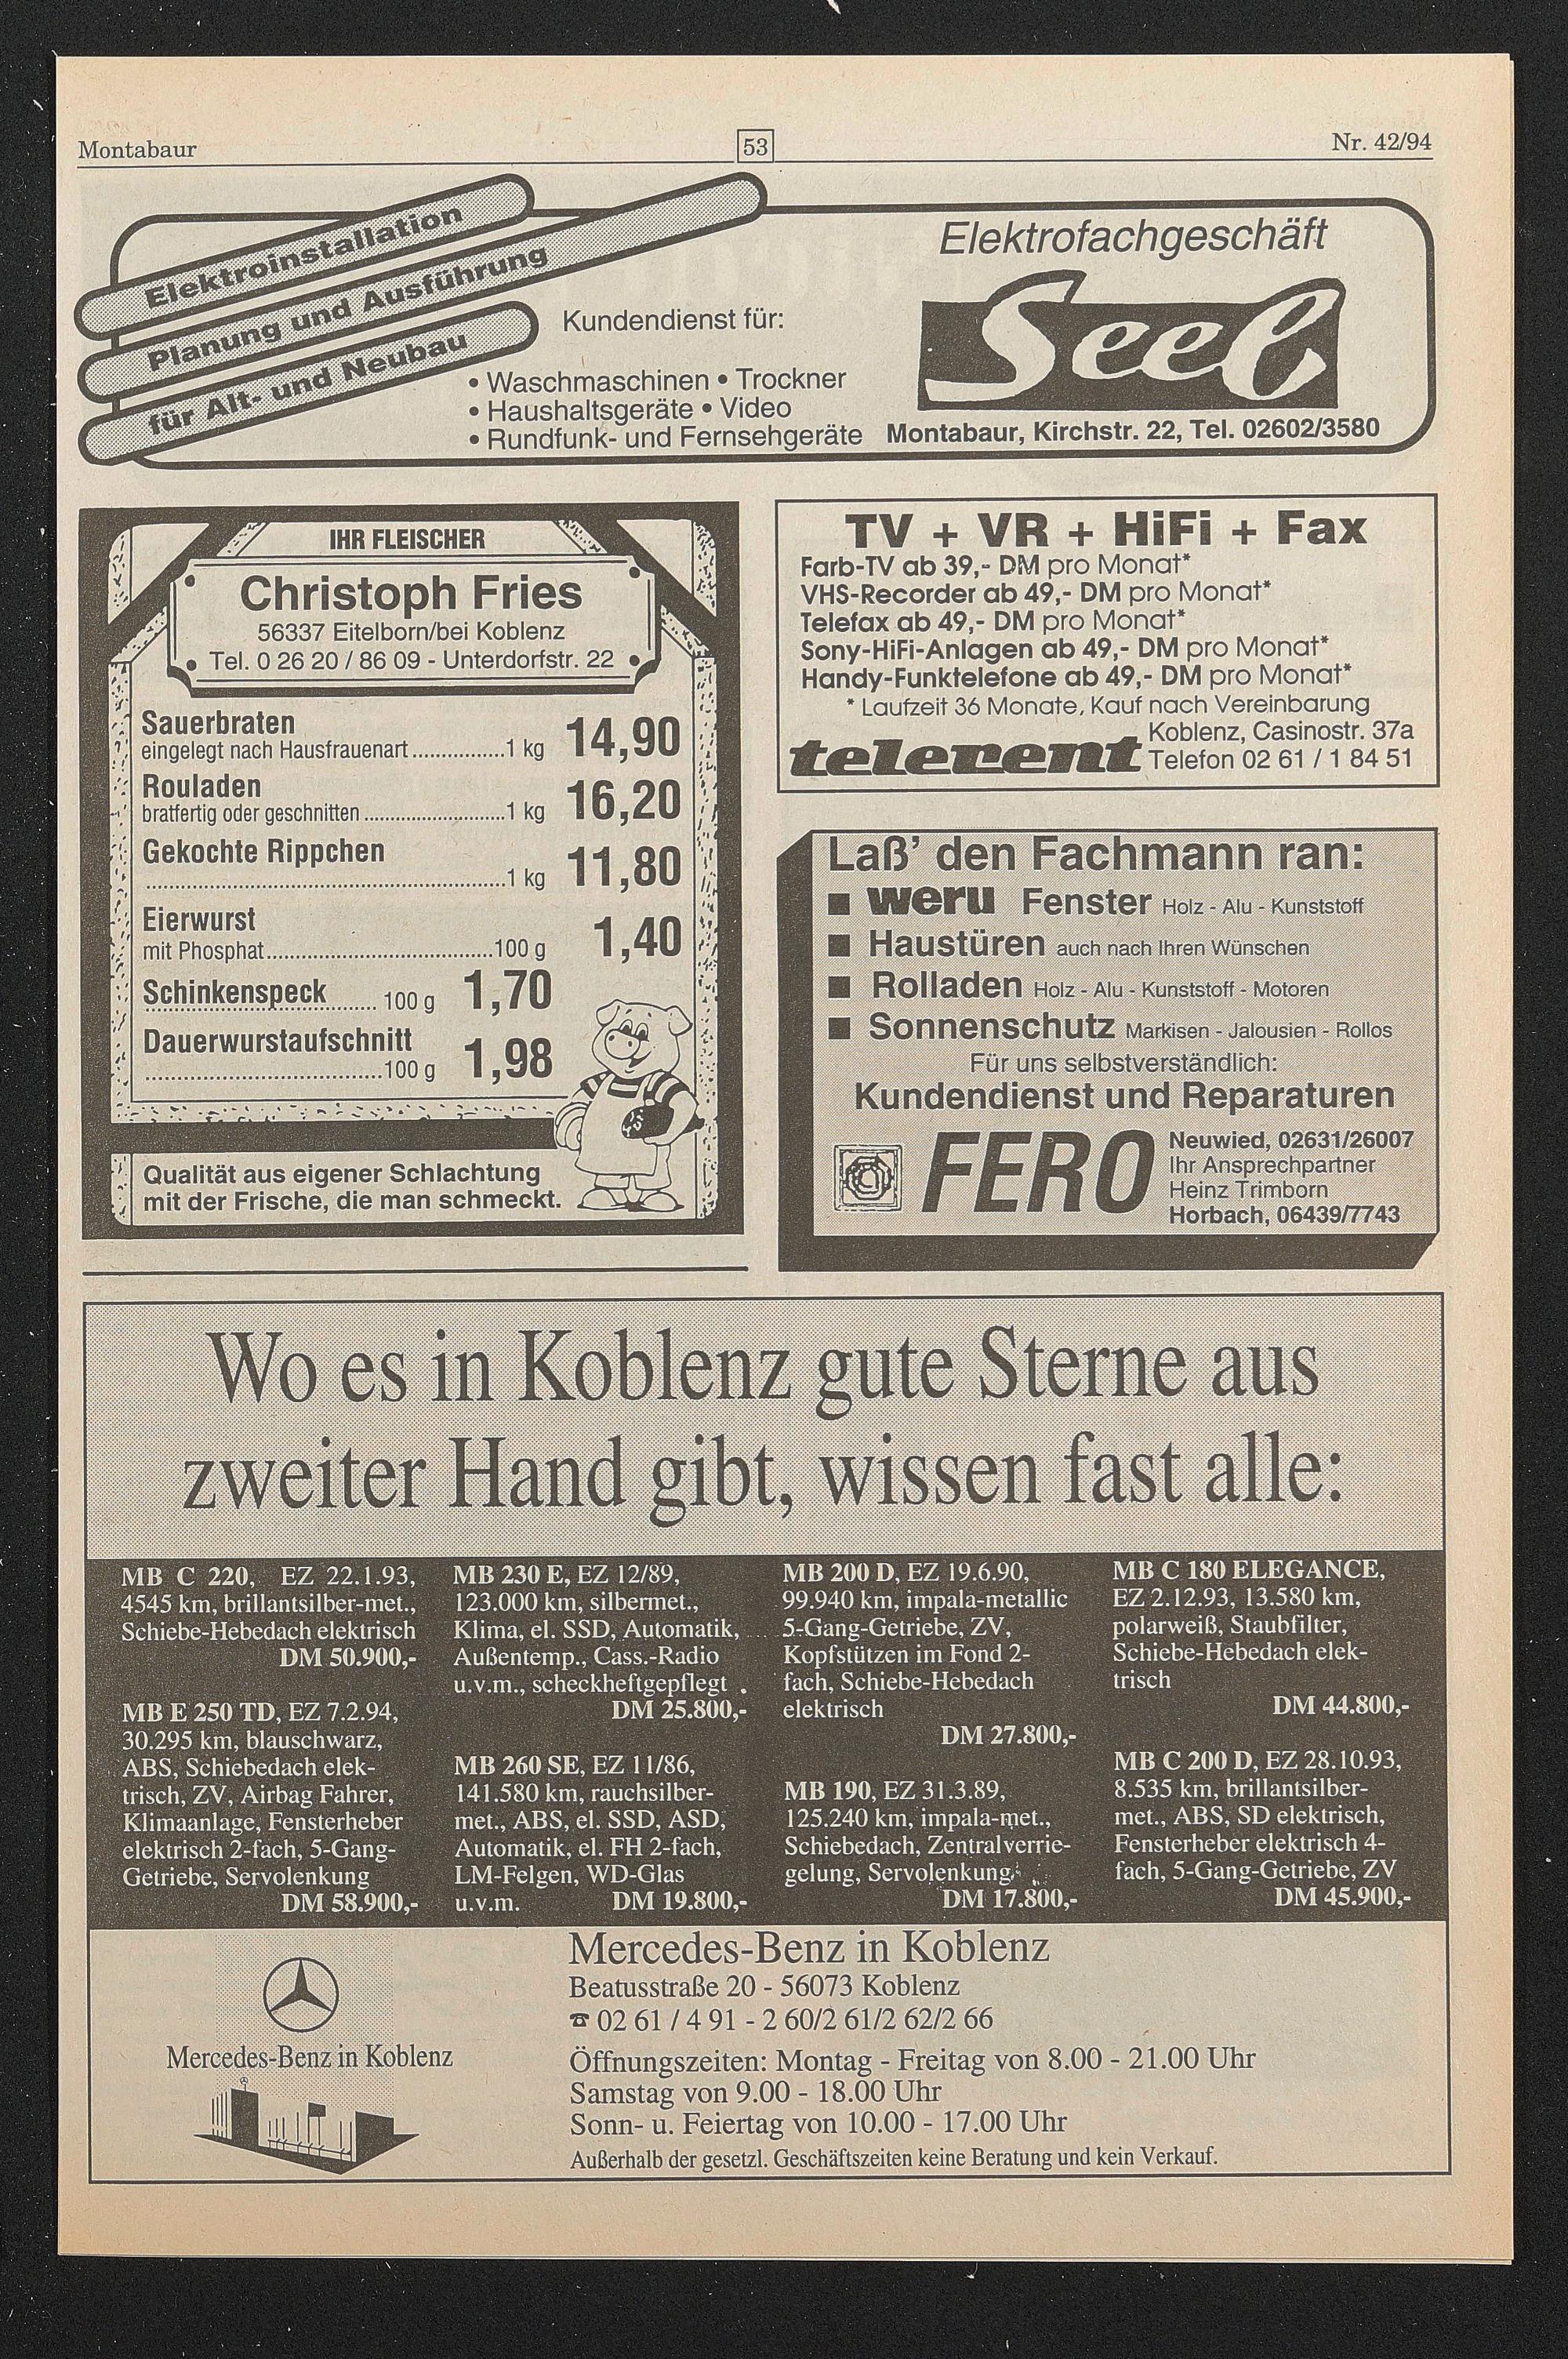 Montabaur
53
Nr. 42/94
Elektroinstallation
Planung und Ausführung
für Alt- und Neubau
Kundendienst für:
• Waschmaschinen • Trockner
• Haushaltsgeräte • Video
• Rundfunk- und Fernsehgeräte
Elektrofachgeschäft
Seel
Montabaur, Kirchstr. 22, Tel. 02602/3580
IHR FLEISCHER
Christoph Fries
56337 Eitelborn/bei Koblenz
Tel. 0 26 20 / 86 09 - Unterdorfstr. 22
Sauerbraten
eingelegt nach Hausfrauenart................1 kg 14,90
Rouladen
bratfertig oder geschnitten.........................1 kg 16,20
Gekochte Rippchen
................................................................1 kg 11,80
Eierwurst
mit Phosphat........................................100 g 1,40
Schinkenspeck........ 100 g 1,70
Dauerwurstaufschnitt
..........................................100 g 1,98
Qualität aus eigener Schlachtung
mit der Frische, die man schmeckt.
TV + VR + HiFi + Fax
Farb-TV ab 39,- DM pro Monat*
VHS-Recorder ab 49,- DM pro Monat*
Telefax ab 49,- DM pro Monat*
Sony-HiFi-Anlagen ab 49,- DM pro Monat*
Handy-Funktelefone ab 49,- DM pro Monat*
* Laufzeit 36 Monate, Kauf nach Vereinbarung
telerent
Koblenz, Casinostr. 37a
Telefon 02 61 / 1 84 51
Laß' den Fachmann ran:
■ weru Fenster Holz - Alu - Kunststoff
■ Haustüren auch nach Ihren Wünschen
■ Rolladen Holz - Alu - Kunststoff - Motoren
■ Sonnenschutz Markisen - Jalousien - Rollos
Für uns selbstverständlich:
Kundendienst und Reparaturen
FERO
Neuwied, 02631/26007
Ihr Ansprechpartner
Heinz Trimborn
Horbach, 06439/7743
Wo es in Koblenz gute Sterne aus
zweiter Hand gibt, wissen fast alle:
MB C 220, EZ 22.1.93,
4545 km, brillantsilber-met.,
Schiebe-Hebedach elektrisch
DM 50.900,-
MB E 250 TD, EZ 7.2.94,
30.295 km, blauschwarz,
ABS, Schiebedach elek-
trisch, ZV, Airbag Fahrer,
Klimaanlage, Fensterheber
elektrisch 2-fach, 5-Gang-
Getriebe, Servolenkung
DM 58.900,-
MB 230 E, EZ 12/89,
123.000 km, silbermet.,
Klima, el. SSD, Automatik,
Außentemp., Cass.-Radio
u.v.m., scheckheftgepflegt
DM 25.800,-
MB 260 SE, EZ 11/86,
141.580 km, rauchsilber-
met., ABS, el. SSD, ASD,
Automatik, el. FH 2-fach,
LM-Felgen, WD-Glas
u.v.m. DM 19.800,-
MB 200 D, EZ 19.6.90,
99.940 km, impala-metallic
5-Gang-Getriebe, ZV,
Kopfstützen im Fond 2-
fach, Schiebe-Hebedach
elektrisch
DM 27.800,-
MB 190, EZ 31.3.89,
125.240 km, impala-met.,
Schiebedach, Zentralverrie-
gelung, Servolenkung
DM 17.800,-
MB C 180 ELEGANCE,
EZ 2.12.93, 13.580 km,
polarweiß, Staubfilter,
Schiebe-Hebedach elek-
trisch
DM 44.800,-
MB C 200 D, EZ 28.10.93,
8.535 km, brillantsilber-
met., ABS, SD elektrisch,
Fensterheber elektrisch 4-
fach, 5-Gang-Getriebe, ZV
DM 45.900,-
Mercedes-Benz in Koblenz
Mercedes-Benz in Koblenz
Beatusstraße 20 - 56073 Koblenz
☎ 02 61 / 4 91 - 2 60/2 61/2 62/2 66
Öffnungszeiten: Montag - Freitag von 8.00 - 21.00 Uhr
Samstag von 9.00 - 18.00 Uhr
Sonn- u. Feiertag von 10.00 - 17.00 Uhr
Außerhalb der gesetzl. Geschäftszeiten keine Beratung und kein Verkauf.